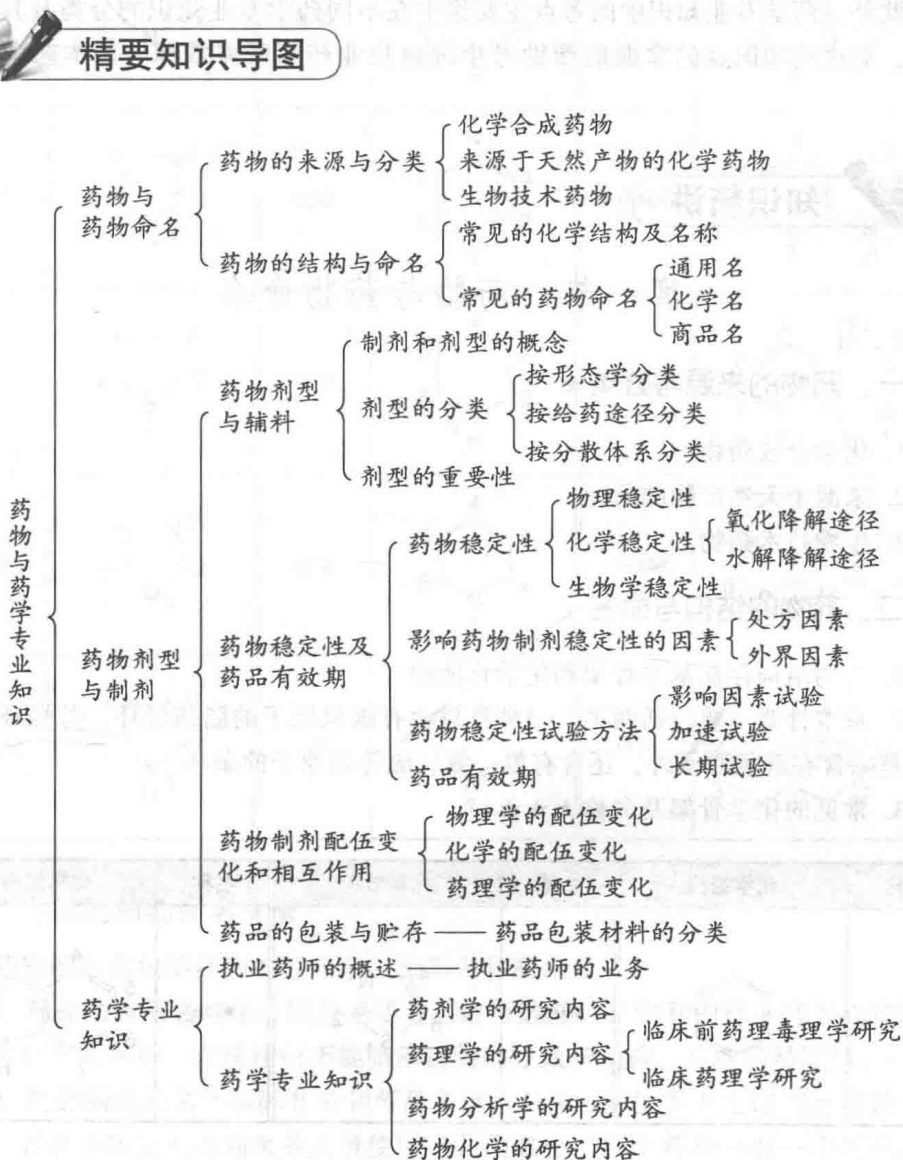 精要知识导图
化学合成药物
药物的来源与分类
来源于天然产物的化学药物
生物技术药物
药物与
药物命名
常见的化学结构及名称
药物的结构与命名
通用名
常见的药物命名
化学名
商品名
制剂和剂型的概念
药物剂型
与辅料
按形态学分类
剂型的分类
按给药途径分类
按分散体系分类
剂型的重要性
药物与药学专业知识
药物剂型
与制剂
物理稳定性
药物稳定性
化学稳定性
氧化降解途径
水解降解途径
生物学稳定性
药物稳定性及
药品有效期
影响药物制剂稳定性的因素
处方因素
外界因素
影响因素试验
药物稳定性试验方法
加速试验
长期试验
药品有效期
物理学的配伍变化
药物制剂配伍变
化和相互作用
化学的配伍变化
药理学的配伍变化
药品的包装与贮存 —— 药品包装材料的分类
执业药师的概述 —— 执业药师的业务
药学专业
知识
药剂学的研究内容
临床前药理毒理学研究
药理学的研究内容
临床药理学研究
药学专业知识
药物分析学的研究内容
药物化学的研究内容